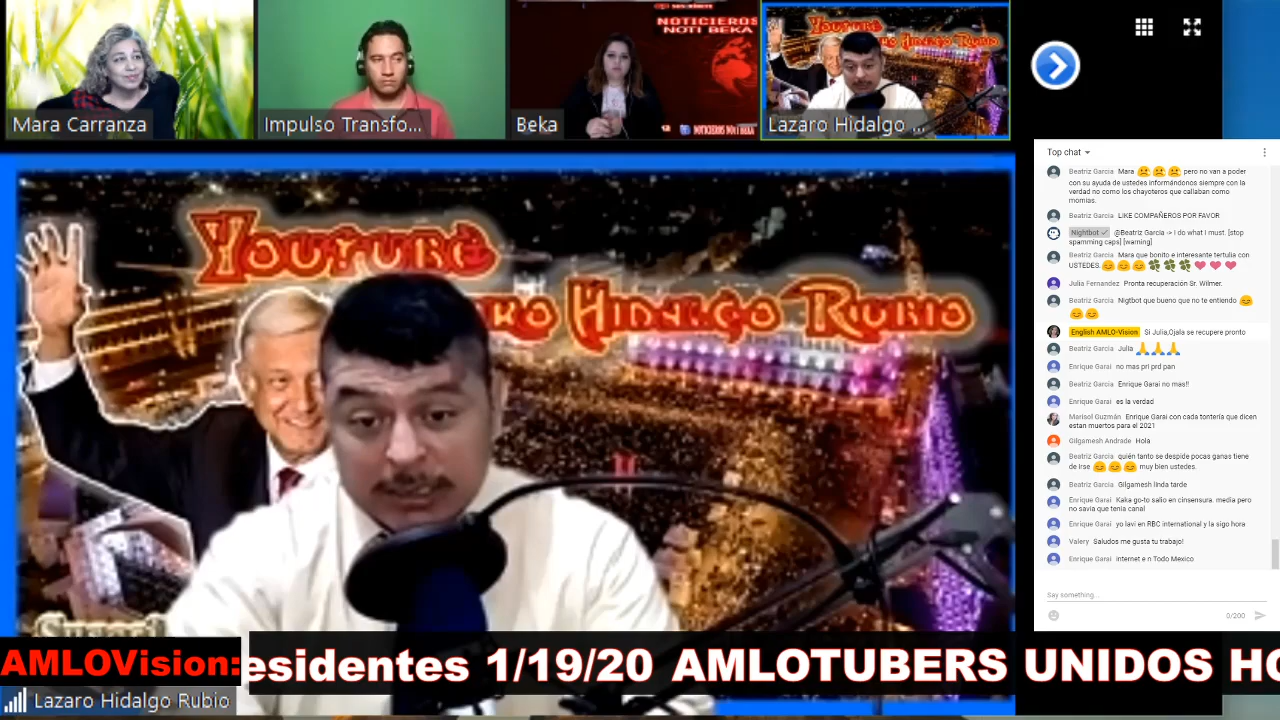 Mara Carranza
Impulso Transfo...
NOTICIEROS
NOTI BEKA
Beka
NOTICIEROS NOTI BEKA
Youtube
Hidalgo Rubio
Lazaro Hidalgo ...
Youtube
Hidalgo Rubio
Top chat
Beatriz Garcia Mara ☹️☹️☹️ pero no van a poder
con su ayuda de ustedes informándonos siempre con la
verdad no como los chayoteros que callaban como
momias.
Beatriz Garcia LIKE COMPAÑEROS POR FAVOR
Nightbot ✓ @Beatriz Garcia -> I do what I must. [stop
spamming caps] [warning]
Beatriz Garcia Mara que bonito e interesante tertulia con
USTEDES.😊😊😊🍀🍀🍀❤️❤️❤️
Julia Fernandez Pronta recuperación Sr. Wilmer.
Beatriz Garcia Nigtbot que bueno que no te entiendo 😊
😊😊
English AMLO-Vision Si Julia,Ojala se recupere pronto
Beatriz Garcia Julia 🙏🙏🙏
Enrique Garai no mas pri prd pan
Beatriz Garcia Enrique Garai no mas!!
Enrique Garai es la verdad
Marisol Guzmán Enrique Garai con cada tontería que dicen
estan muertos para el 2021
Gilgamesh Andrade Hola
Beatriz Garcia quién tanto se despide pocas ganas tiene
de irse 😊😊😊 muy bien ustedes.
Beatriz Garcia Gilgamesh linda tarde
Enrique Garai Kaka go-to salio en cinsensura. media pero
no savia que tenia canal
Enrique Garai yo lavi en RBC international y la sigo hora
Valery Saludos me gusta tu trabajo!
Enrique Garai internet e n Todo Mexico
Say something...
0/200
AMLOVision: esidentes 1/19/20 AMLOTUBERS UNIDOS HO
Lazaro Hidalgo Rubio